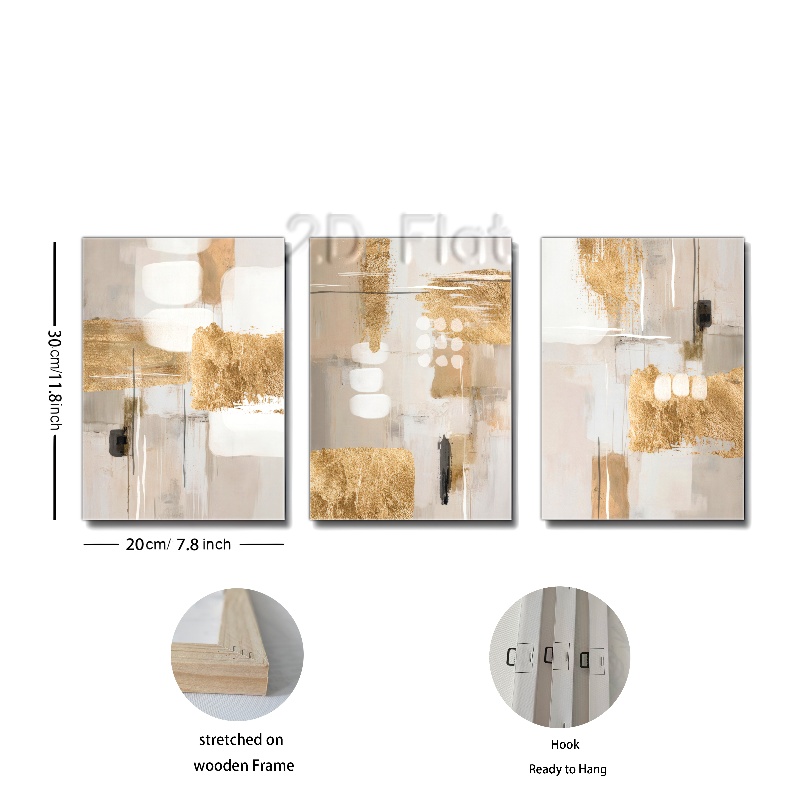 2D Flat
30cm/11.8inch
20cm/ 7.8 inch
stretched on
wooden Frame
Hook
Ready to Hang